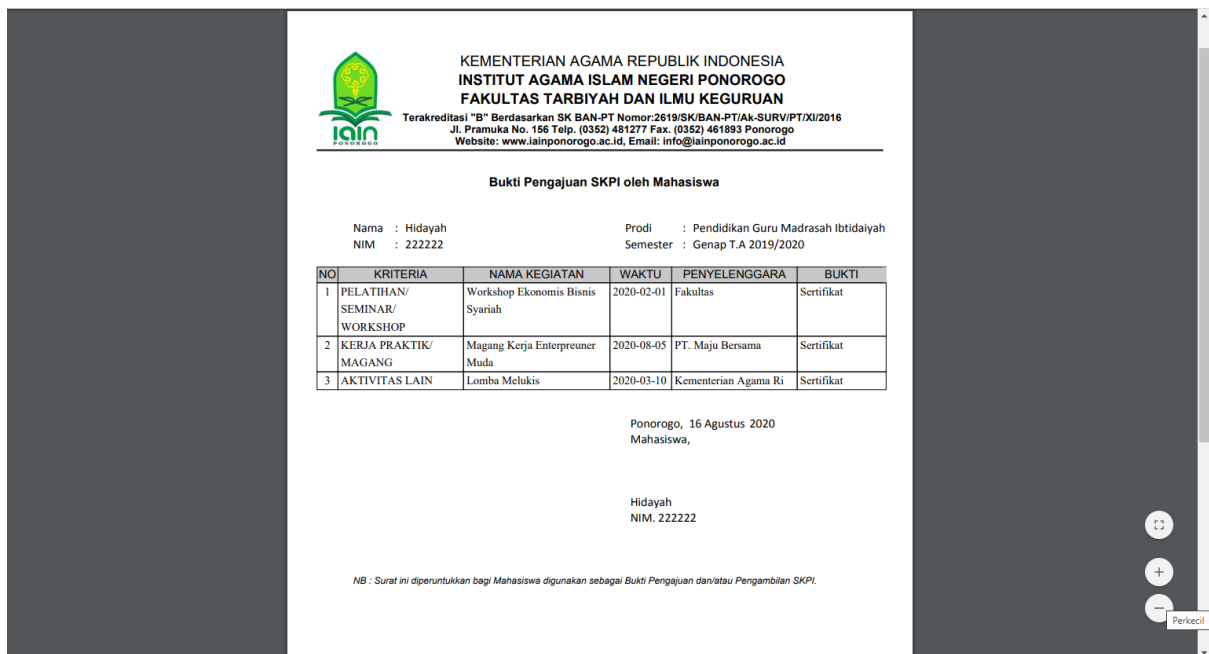 KEMENTERIAN AGAMA REPUBLIK INDONESIA
INSTITUT AGAMA ISLAM NEGERI PONOROGO
FAKULTAS TARBIYAH DAN ILMU KEGURUAN
Terakreditasi "B" Berdasarkan SK BAN-PT Nomor:2619/SK/BAN-PT/Ak-SURV/PT/XI/2016
Jl. Pramuka No. 156 Telp. (0352) 481277 Fax. (0352) 461893 Ponorogo
Website: www.iainponorogo.ac.id, Email: info@iainponorogo.ac.id
iain
PONOROGO
Bukti Pengajuan SKPI oleh Mahasiswa
Nama : Hidayah Prodi : Pendidikan Guru Madrasah Ibtidaiyah
NIM : 222222 Semester : Genap T.A 2019/2020
NO KRITERIA NAMA KEGIATAN WAKTU PENYELENGGARA BUKTI
1 PELATIHAN/ Workshop Ekonomis Bisnis 2020-02-01 Fakultas Sertifikat
SEMINAR/ Syariah
WORKSHOP
2 KERJA PRAKTIK/ Magang Kerja Enterpreuner 2020-08-05 PT. Maju Bersama Sertifikat
MAGANG Muda
3 AKTIVITAS LAIN Lomba Melukis 2020-03-10 Kementerian Agama Ri Sertifikat
Ponorogo, 16 Agustus 2020
Mahasiswa,
Hidayah
NIM. 222222
NB : Surat ini diperuntukkan bagi Mahasiswa digunakan sebagai Bukti Pengajuan dan/atau Pengambilan SKPI.
Perkecil